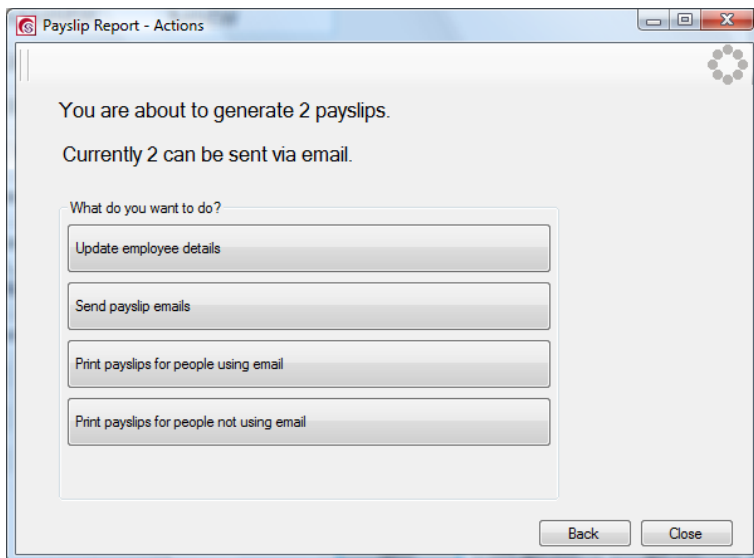 Payslip Report - Actions
You are about to generate 2 payslips.
Currently 2 can be sent via email.
What do you want to do?
Update employee details
Send payslip emails
Print payslips for people using email
Print payslips for people not using email
Back
Close